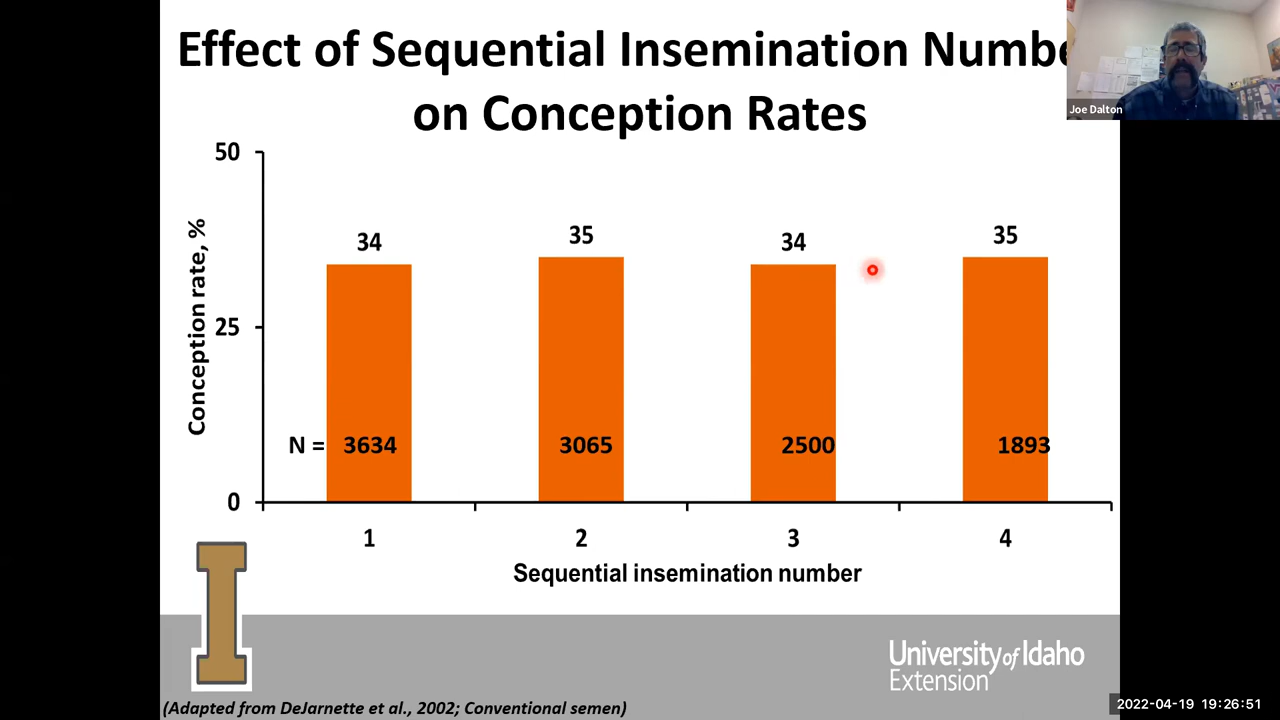 Effect of Sequential Insemination Numbe
on Conception Rates
Joe Dalton
50
25
0
Conception rate, %
34
35
34
35
N = 3634
3065
2500
1893
1
2
3
4
Sequential insemination number
I
University of Idaho
Extension
(Adapted from DeJarnette et al., 2002; Conventional semen)
2022-04-19 19:26:51